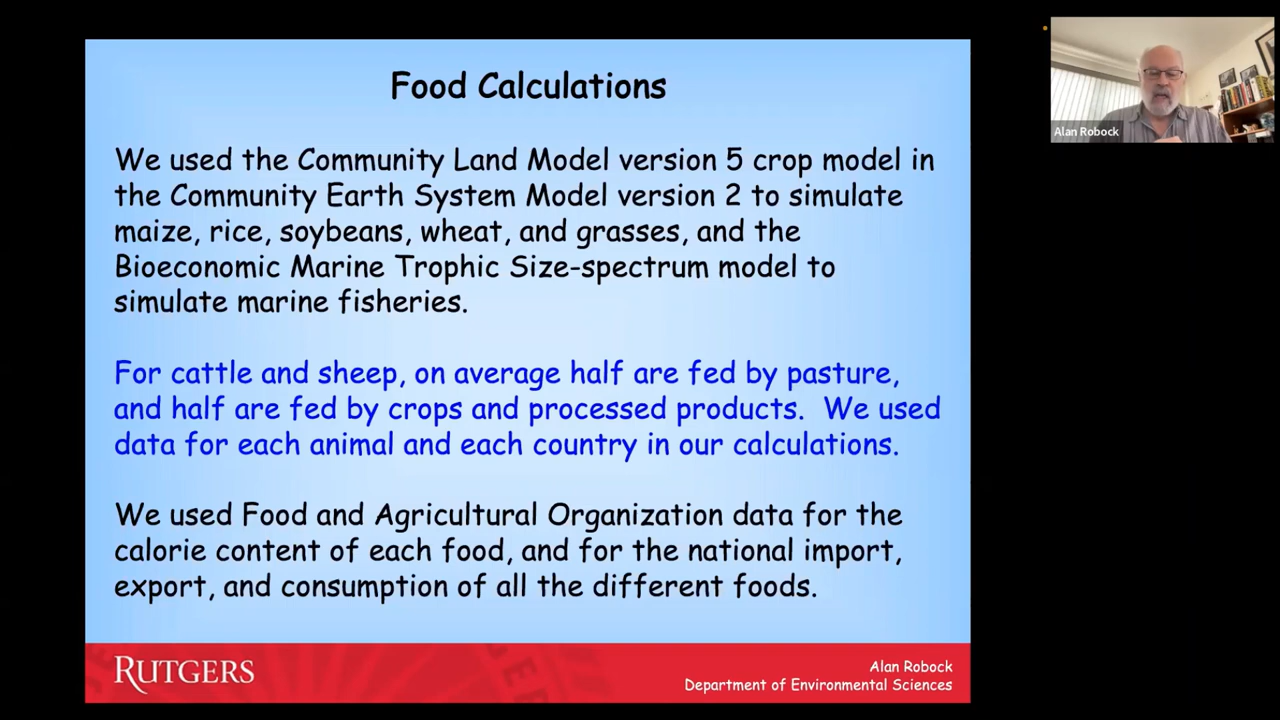 Food Calculations
We used the Community Land Model version 5 crop model in
the Community Earth System Model version 2 to simulate
maize, rice, soybeans, wheat, and grasses, and the
Bioeconomic Marine Trophic Size-spectrum model to
simulate marine fisheries.
For cattle and sheep, on average half are fed by pasture,
and half are fed by crops and processed products.  We used
data for each animal and each country in our calculations.
We used Food and Agricultural Organization data for the
calorie content of each food, and for the national import,
export, and consumption of all the different foods.
RUTGERS
Alan Robock
Department of Environmental Sciences
Alan Robock